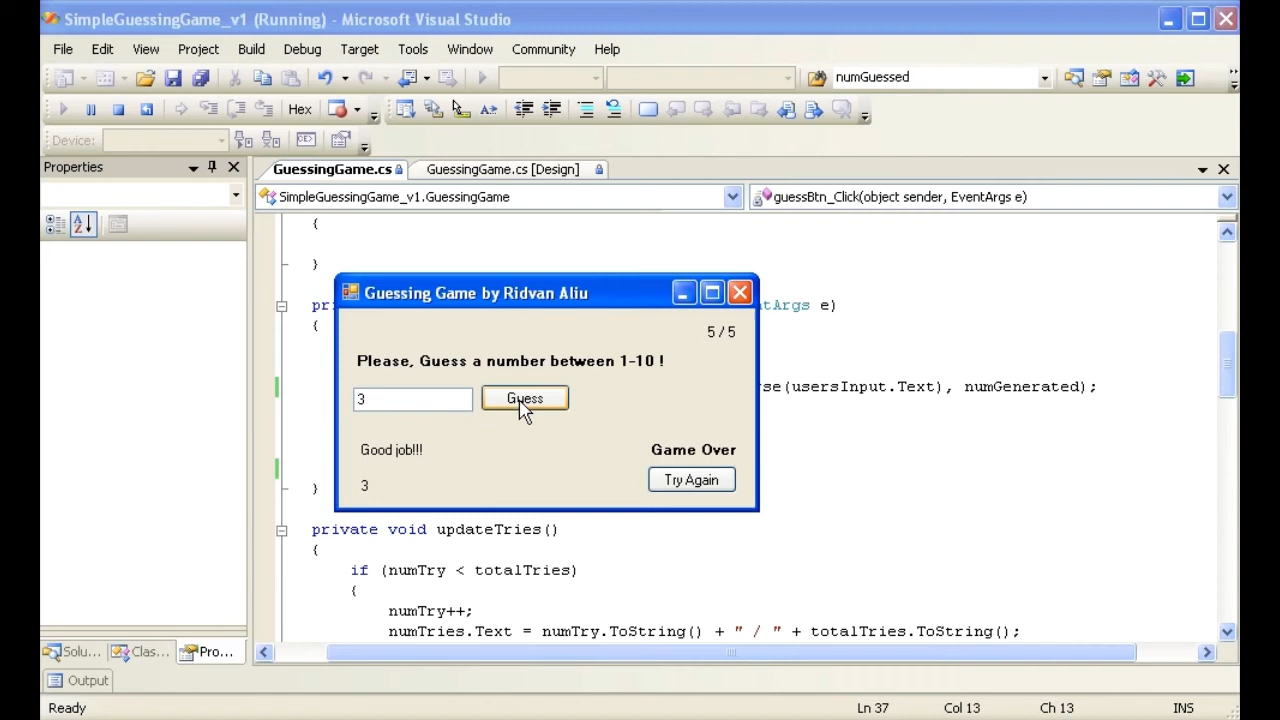 SimpleGuessingGame_v1 (Running) - Microsoft Visual Studio
File Edit View Project Build Debug Target Tools Window Community Help
numGuessed
Hex
Device:
Properties
GuessingGame.cs GuessingGame.cs [Design]
SimpleGuessingGame_v1.GuessingGame guessBtn_Click(object sender, EventArgs e)
{
}
Guessing Game by Ridvan Aliu
pri ntArgs e)
{
5 / 5
Please, Guess a number between 1-10 !
rse(usersInput.Text), numGenerated);
3 Guess
Good job!!! Game Over
3 Try Again
}
private void updateTries()
{
if (numTry < totalTries)
{
numTry++;
numTries.Text = numTry.ToString() + " / " + totalTries.ToString();
Solu... Clas... Pro...
Output
Ready Ln 37 Col 13 Ch 13 INS